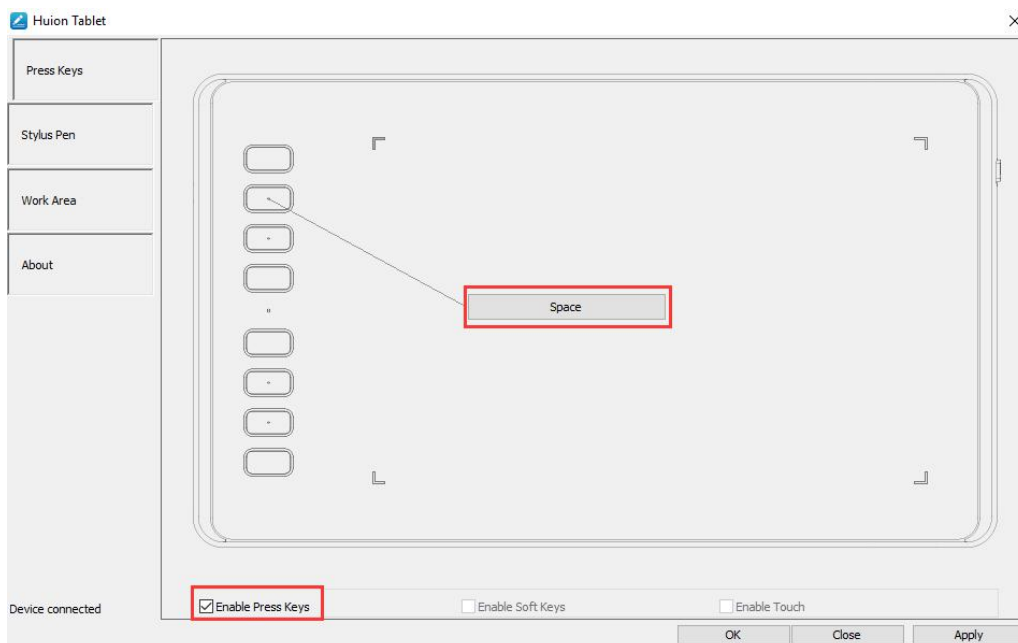 Huion Tablet
Press Keys
Stylus Pen
Work Area
About
Space
Device connected
Enable Press Keys
Enable Soft Keys
Enable Touch
OK
Close
Apply